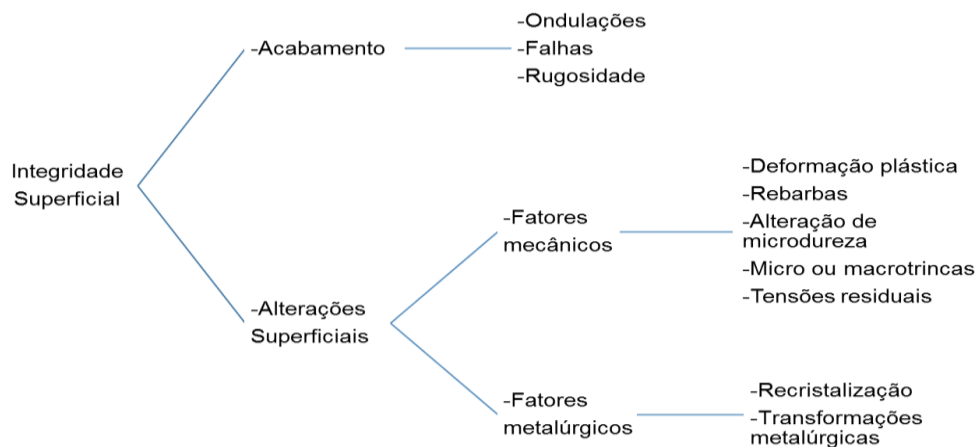 Integridade
Superficial
-Acabamento
-Ondulações
-Falhas
-Rugosidade
-Alterações
Superficiais
-Fatores
mecânicos
-Deformação plástica
-Rebarbas
-Alteração de
microdureza
-Micro ou macrotrincas
-Tensões residuais
-Fatores
metalúrgicos
-Recristalização
-Transformações
metalúrgicas